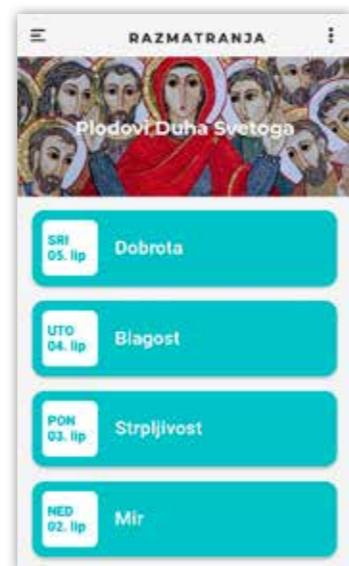 RAZMATRANJA
Plodovi Duha Svetoga
SRI
05. lip
Dobrota
UTO
04. lip
Blagost
PON
03. lip
Strpljivost
NED
02. lip
Mir